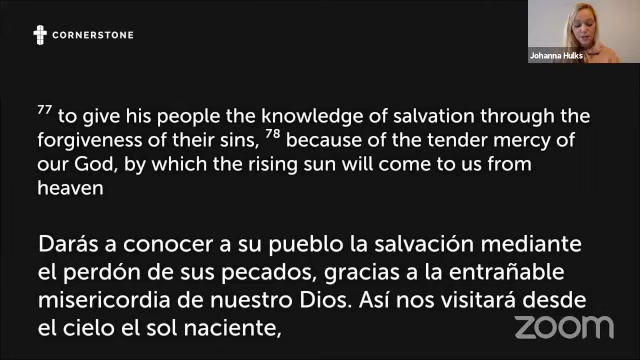 CORNERSTONE
Johanna Hulks
77 to give his people the knowledge of salvation through the
forgiveness of their sins, 78 because of the tender mercy of
our God, by which the rising sun will come to us from
heaven
Darás a conocer a su pueblo la salvación mediante
el perdón de sus pecados, gracias a la entrañable
misericordia de nuestro Dios. Así nos visitará desde
el cielo el sol naciente,
zoom